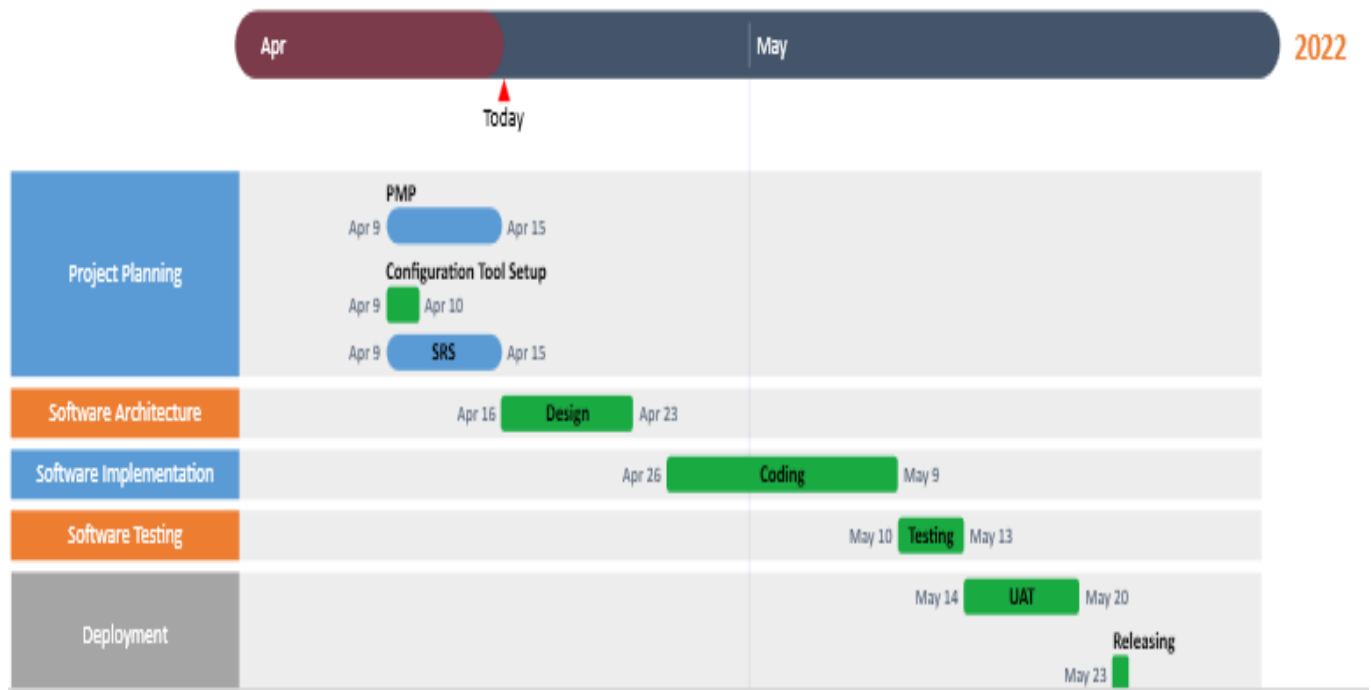 Apr
May
2022
Today
Project Planning
PMP
Apr 9
Apr 15
Configuration Tool Setup
Apr 9
Apr 10
Apr 9
SRS
Apr 15
Software Architecture
Apr 16
Design
Apr 23
Software Implementation
Apr 26
Coding
May 9
Software Testing
May 10
Testing
May 13
Deployment
May 14
UAT
May 20
Releasing
May 23